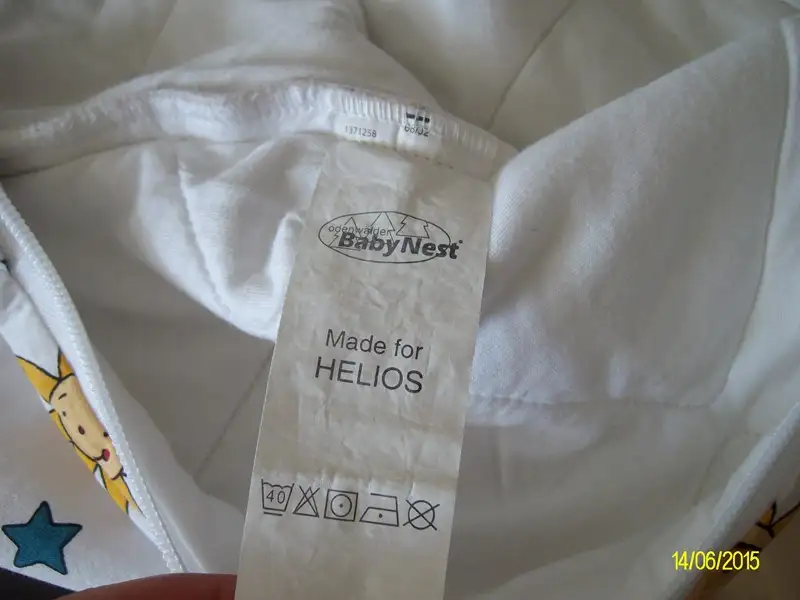 1371258
odenwälder
BabyNest
Made for
HELIOS
40
14/06/2015